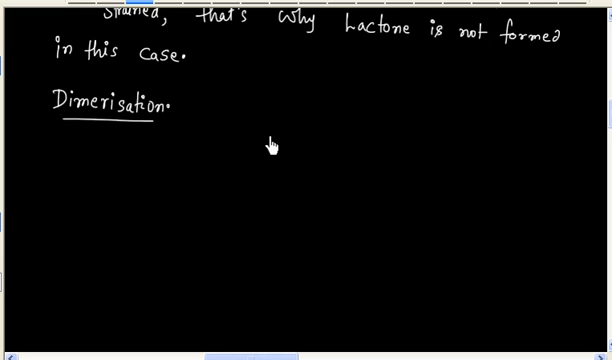 strained, that's why Lactone is not formed
in this case.
Dimerisation.